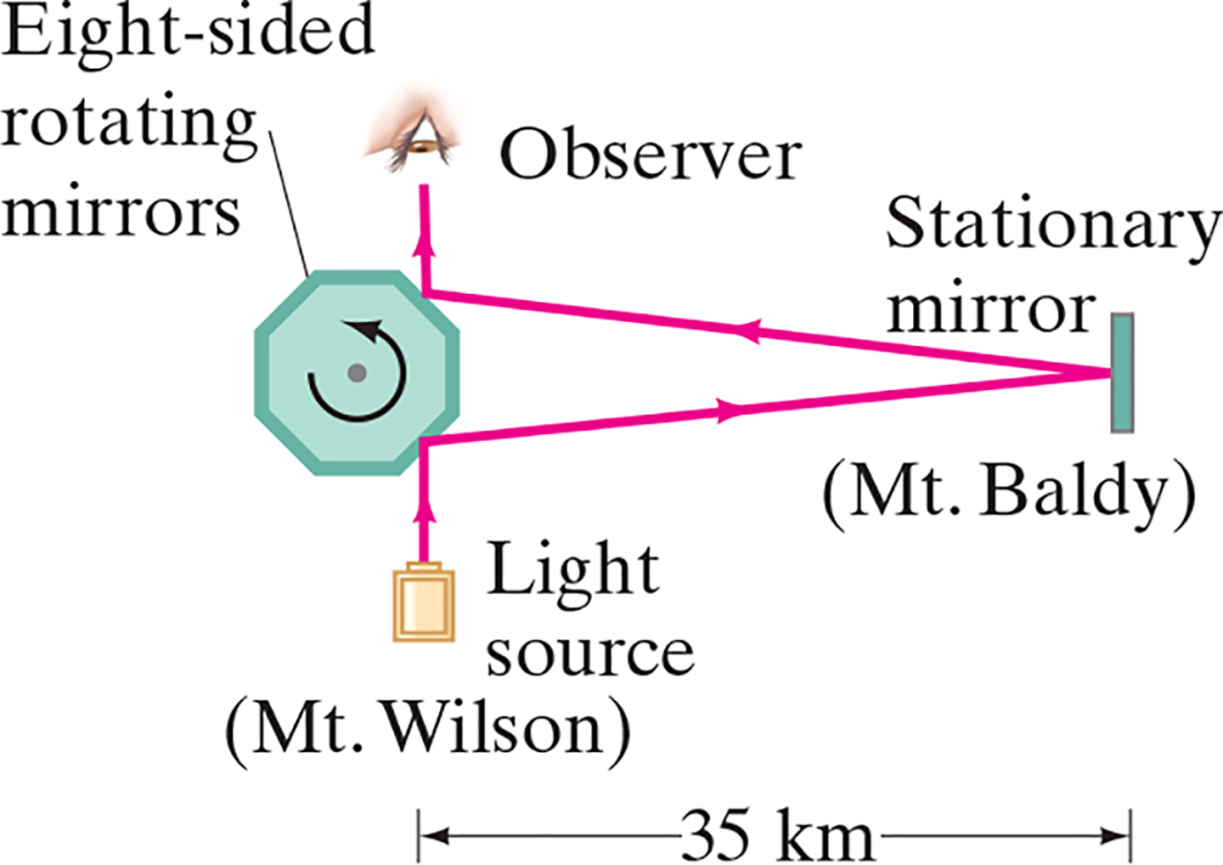 Eight-sided
rotating
mirrors
Observer
Stationary
mirror
(Mt. Baldy)
Light
source
(Mt. Wilson)
35 km